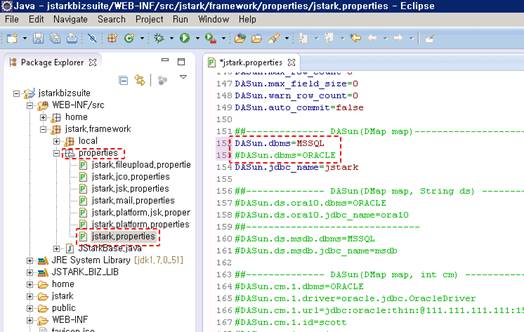 Java - jstarkbizsuite/WEB-INF/src/jstark/framework/properties/jstark,properties - Eclipse
File Edit Navigate Search Project Run Window Help
Package Explorer
*jstark.properties
jstarkbizsuite
WEB-INF/src
home
jstark,framework
local
properties
jstark,fileupload,propertie
jstark,jco,properties
jstark,jsk,properties
jstark,mail,properties
jstark,platform,jsk,proper
jstark,platform,properties
jstark,properties
JStarkBase.java
JRE System Library [jdk1,7,0_51]
JSTARK_BIZ_LIB
home
jstark
public
WEB-INF
favicon.ico
146 DASun.max_row_count=0
147 DASun.max_field_size=0
148 DASun.warn_row_count=0
149 DASun.auto_commit=false
150
151 ##------------- DASun(DMap map)----------------
152 DASun.dbms=MSSQL
153 #DASun.dbms=ORACLE
154 DASun.jdbc_name=jstark
155
156 ##------------- DASun(DMap map, String ds) -------
157 #DASun.ds.ora10.dbms=ORACLE
158 #DASun.ds.ora10.jdbc_name=ora10
159 ##-----------------------------
160 #DASun.ds.msdb.dbms=MSSQL
161 #DASun.ds.msdb.jdbc_name=msdb
162
163 ##------------- DASun(DMap map, int cm) ----------
164 #DASun.cm.1.dbms=ORACLE
165 #DASun.cm.1.driver=oracle.jdbc.OracleDriver
166 #DASun.cm.1.url=jdbc:oracle:thin:@111.111.111.111:15
167 #DASun.cm.1.id=scott